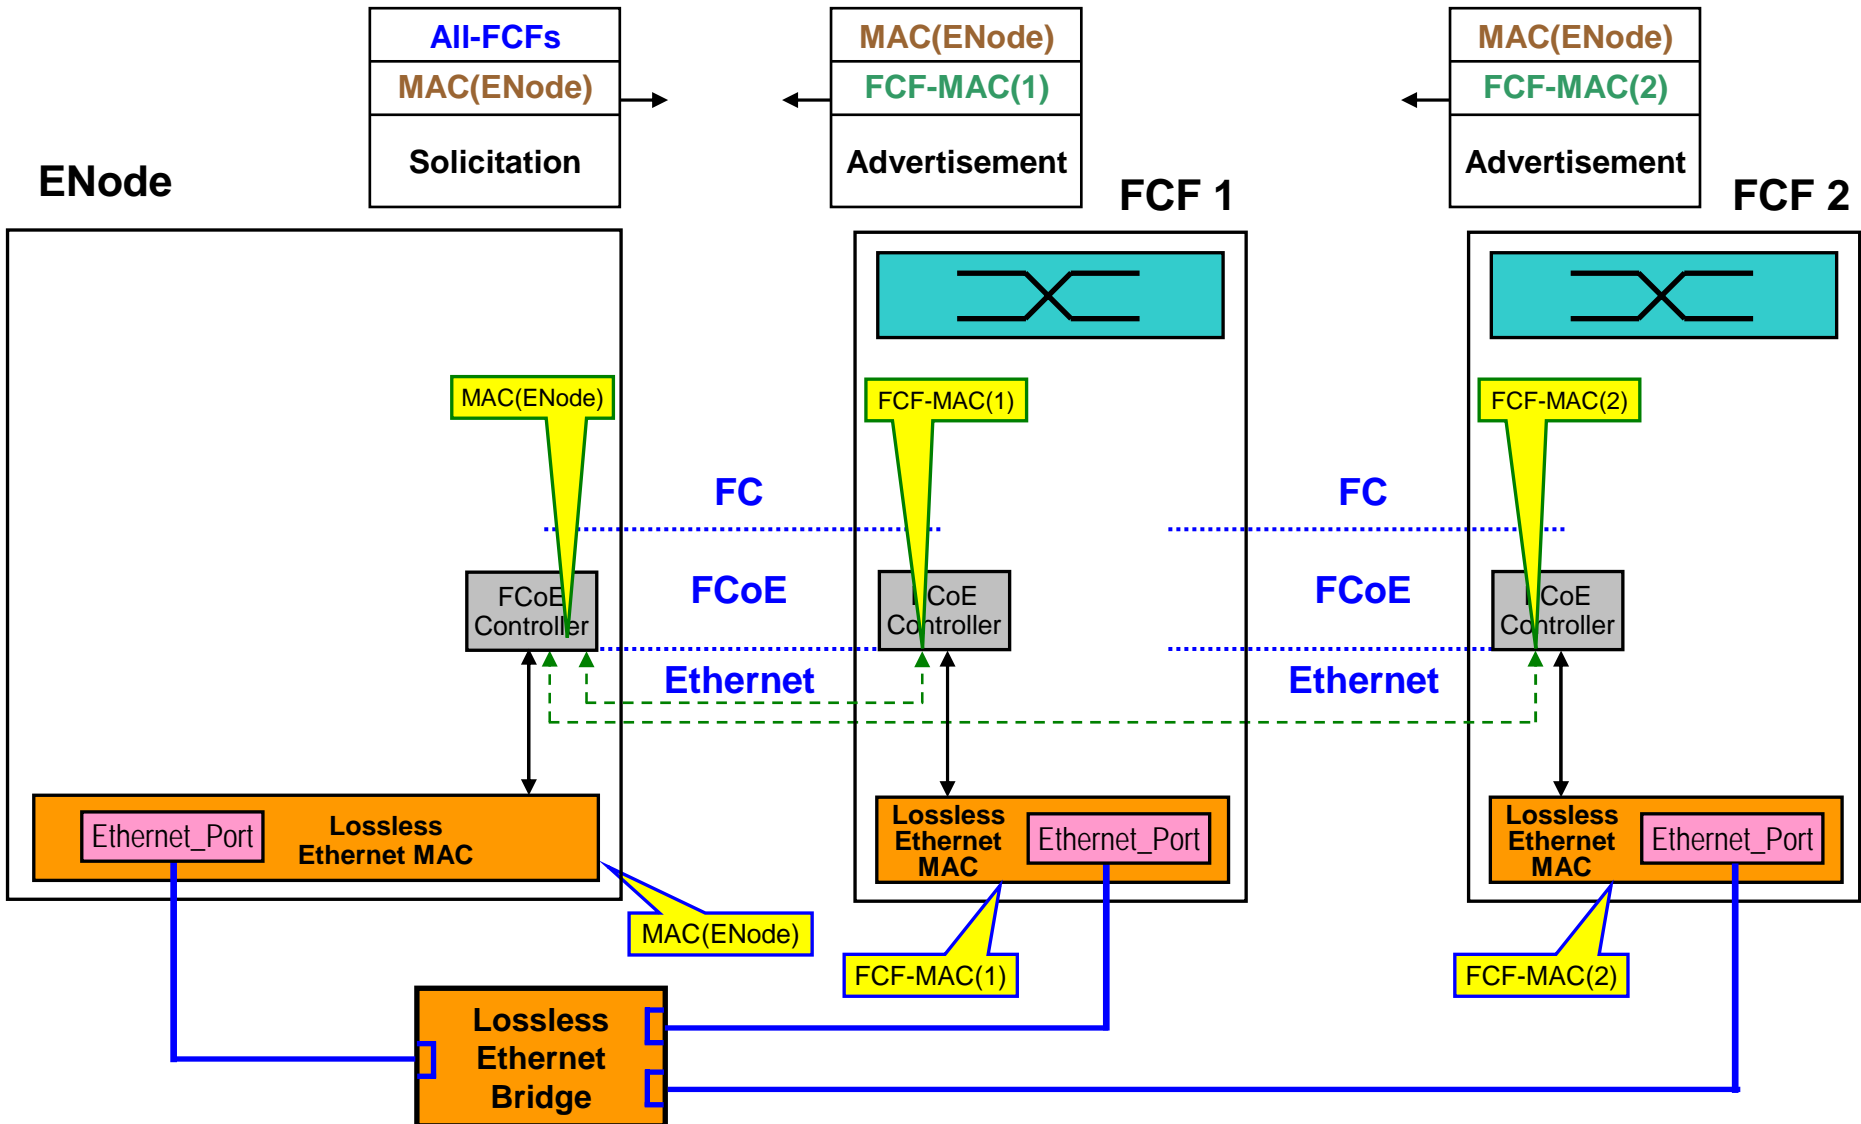 All-FCFs
MAC(ENode)
Solicitation
MAC(ENode)
FCF-MAC(1)
Advertisement
MAC(ENode)
FCF-MAC(2)
Advertisement
ENode
FCF 1
FCF 2
MAC(ENode)
FCF-MAC(1)
FCF-MAC(2)
FC
FC
FCoE
Controller
FCoE
CoE
Controller
FCoE
CoE
Controller
Ethernet
Ethernet
Ethernet_Port
Lossless
Ethernet MAC
Lossless
Ethernet
MAC
Ethernet_Port
Lossless
Ethernet
MAC
Ethernet_Port
MAC(ENode)
FCF-MAC(1)
FCF-MAC(2)
Lossless
Ethernet
Bridge